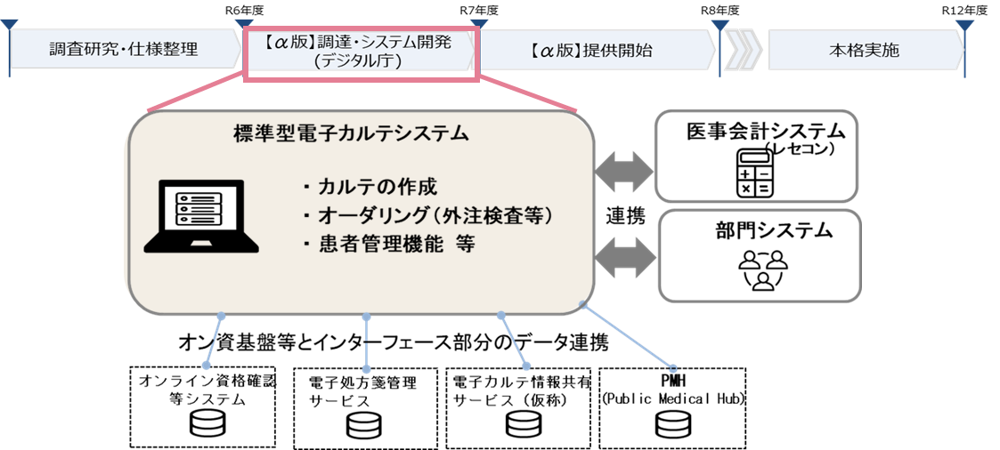 R6年度
R7年度
R8年度
R12年度
調査研究・仕様整理
【α版】調達・システム開発
(デジタル庁)
【α版】提供開始
本格実施
標準型電子カルテシステム
・ カルテの作成
・ オーダリング（外注検査等）
・ 患者管理機能 等
医事会計システム
（レセコン）
連携
部門システム
オン資基盤等とインターフェース部分のデータ連携
オンライン資格確認
等システム
電子処方箋管理
サービス
電子カルテ情報共有
サービス（仮称）
PMH
(Public Medical Hub)